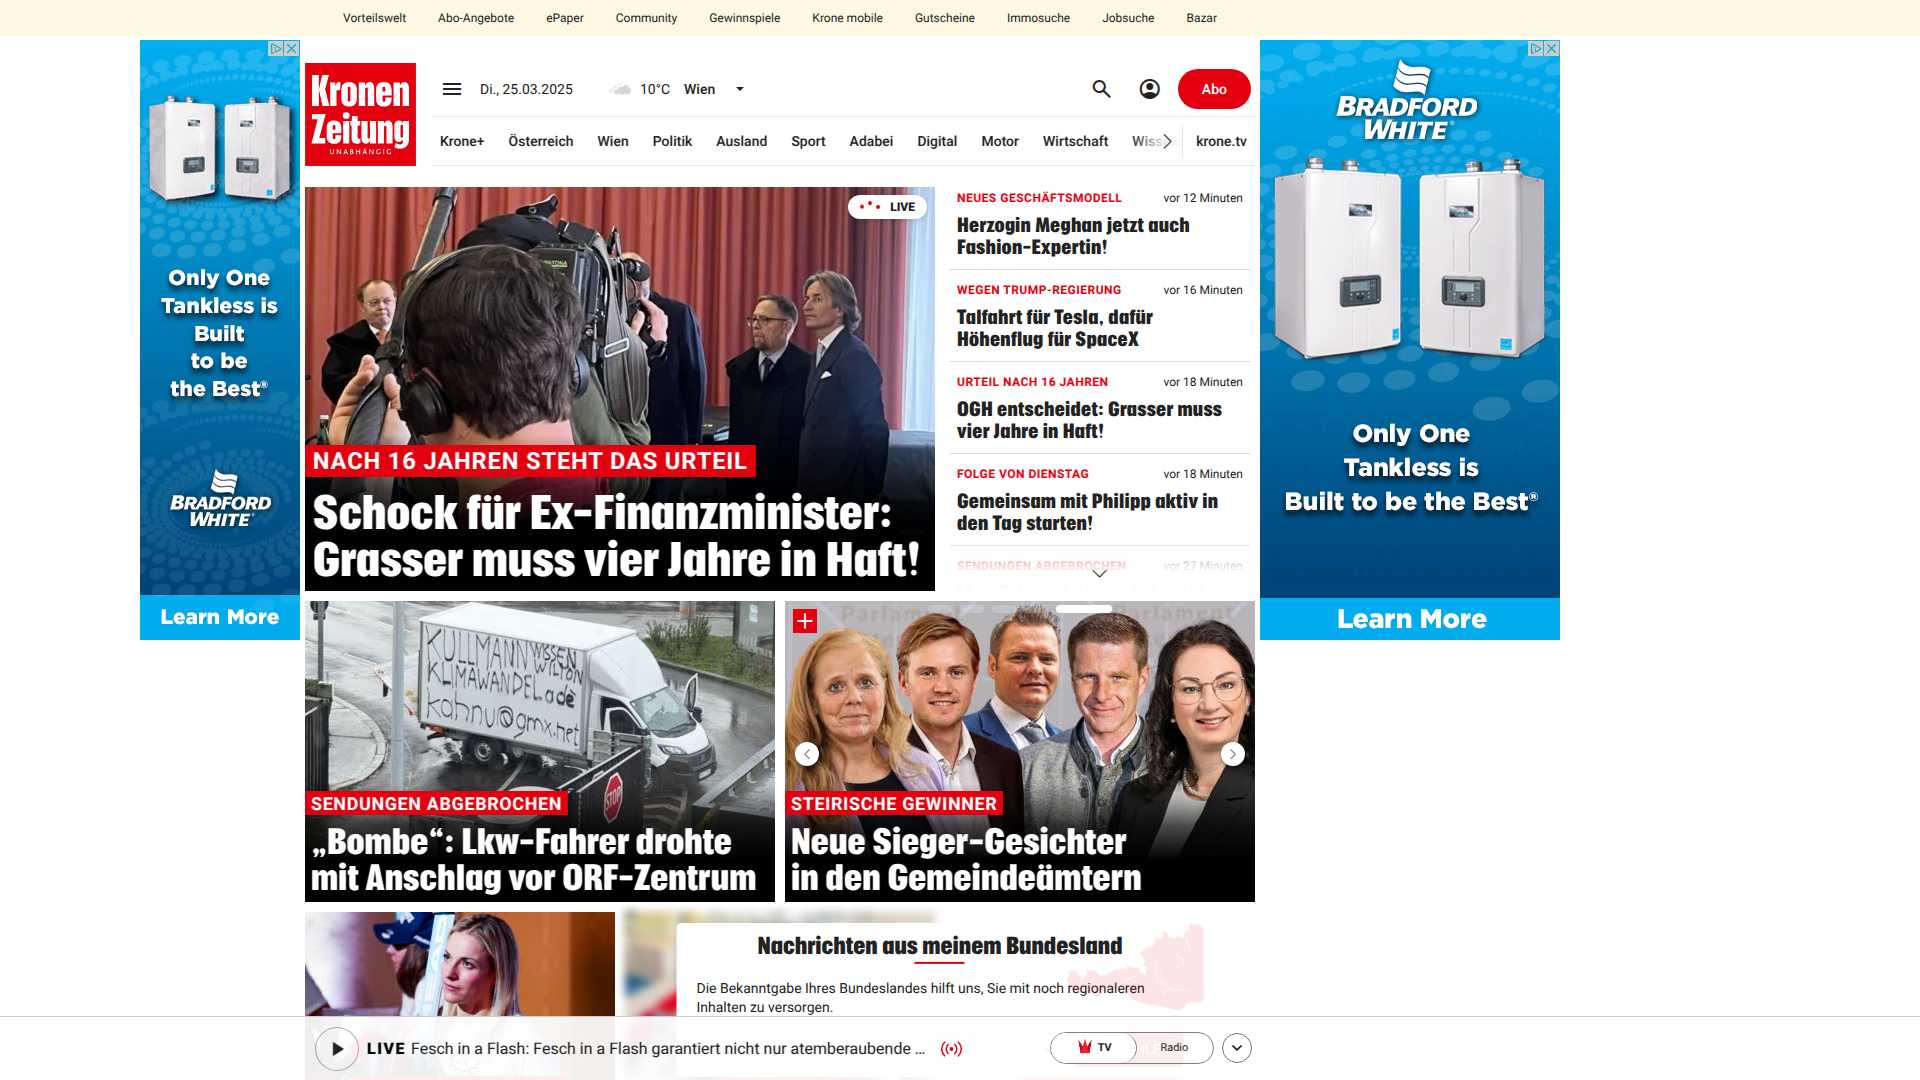 Vorteilswelt Abo-Angebote ePaper Community Gewinnspiele Krone mobile Gutscheine Immosuche Jobsuche Bazar
Kronen
Zeitung
UNABHÄNGIG
Di., 25.03.2025 10°C Wien
Abo
Krone+ Österreich Wien Politik Ausland Sport Adabei Digital Motor Wirtschaft Wiss krone.tv
Only One
Tankless is
Built
to be
the Best®
BRADFORD
WHITE
Learn More
LIVE
NACH 16 JAHREN STEHT DAS URTEIL
Schock für Ex-Finanzminister:
Grasser muss vier Jahre in Haft!
NEUES GESCHÄFTSMODELL vor 12 Minuten
Herzogin Meghan jetzt auch
Fashion-Expertin!
WEGEN TRUMP-REGIERUNG vor 16 Minuten
Talfahrt für Tesla, dafür
Höhenflug für SpaceX
URTEIL NACH 16 JAHREN vor 18 Minuten
OGH entscheidet: Grasser muss
vier Jahre in Haft!
FOLGE VON DIENSTAG vor 18 Minuten
Gemeinsam mit Philipp aktiv in
den Tag starten!
SENDUNGEN ABGEBROCHEN vor 27 Minuten
BRADFORD
WHITE
Only One
Tankless is
Built to be the Best®
Learn More
KULLMANN WISSEN
WILTON
KLIMAWANDEL a de
kahnu@gmx.net
STOP
SENDUNGEN ABGEBROCHEN
„Bombe“: Lkw-Fahrer drohte
mit Anschlag vor ORF-Zentrum
Parlament
STEIRISCHE GEWINNER
Neue Sieger-Gesichter
in den Gemeindeämtern
Nachrichten aus meinem Bundesland
Die Bekanntgabe Ihres Bundeslandes hilft uns, Sie mit noch regionaleren
Inhalten zu versorgen.
LIVE Fesch in a Flash: Fesch in a Flash garantiert nicht nur atemberaubende ...
TV Radio